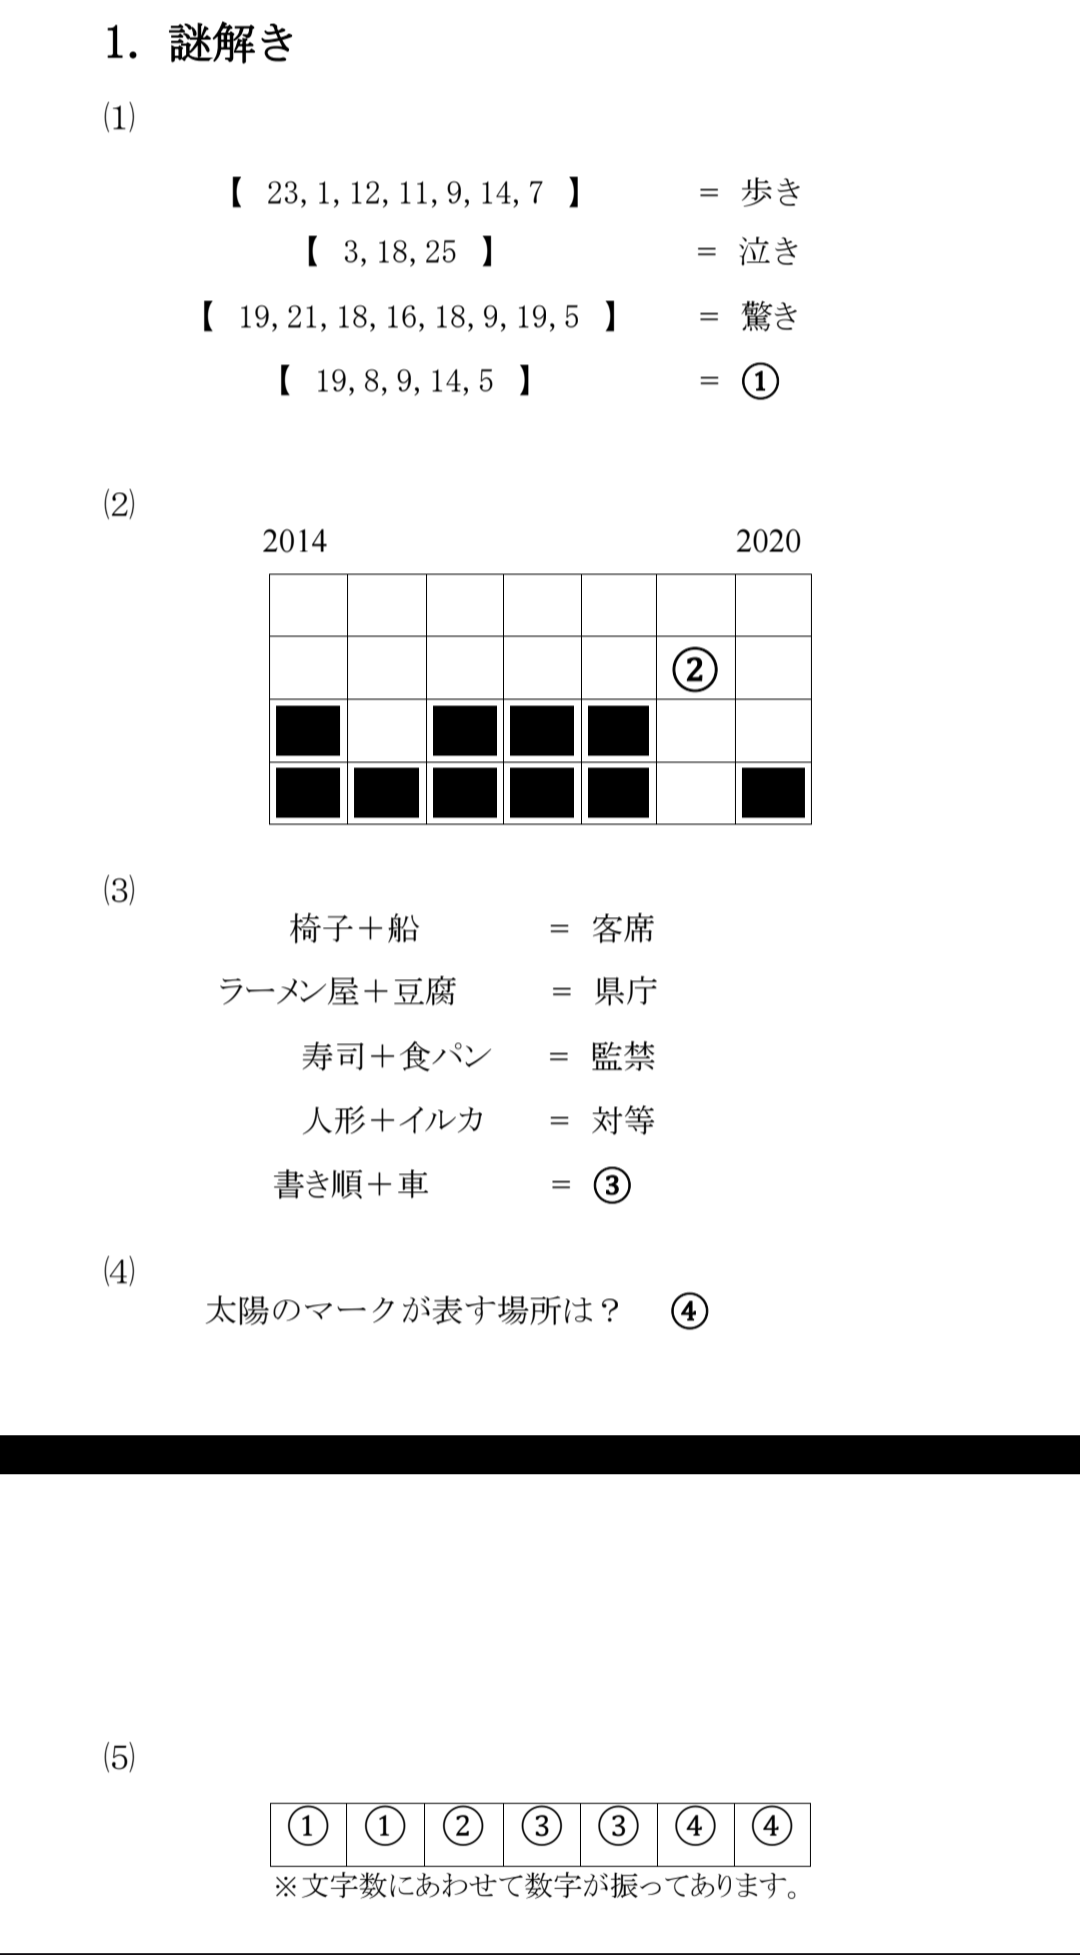 1. 謎解き
(1)
【 23, 1, 12, 11, 9, 14, 7 】 = 歩き
【 3, 18, 25 】 = 泣き
【 19, 21, 18, 16, 18, 9, 19, 5 】 = 驚き
【 19, 8, 9, 14, 5 】 = ①
(2)
2014 2020
②
(3)
椅子＋船 = 客席
ラーメン屋＋豆腐 = 県庁
寿司＋食パン = 監禁
人形＋イルカ = 対等
書き順＋車 = ③
(4)
太陽のマークが表す場所は？ ④
(5)
① ① ② ③ ③ ④ ④
※文字数にあわせて数字が振ってあります。